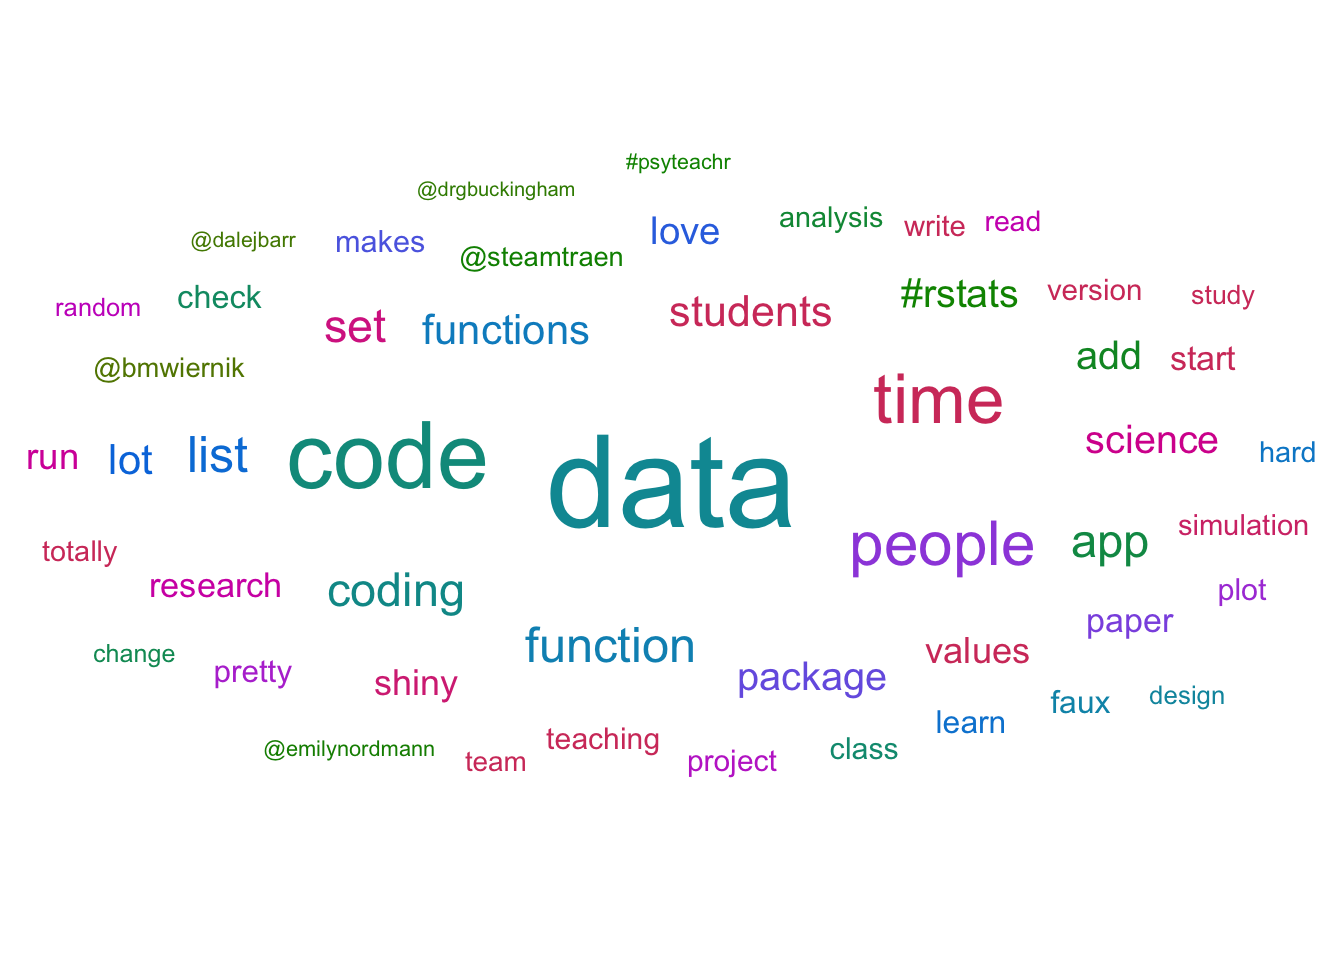 #psyteachr
@drgbuckingham
analysis
love
write
read
@dalejbarr
makes
@steamtraen
#rstats
version
study
random
check
students
set
functions
add
start
@bmwiernik
time
science
hard
run
lot
list
code
data
simulation
totally
people
app
research
coding
plot
paper
change
function
values
pretty
shiny
package
faux
design
learn
@emilynordmann
team
teaching
project
class